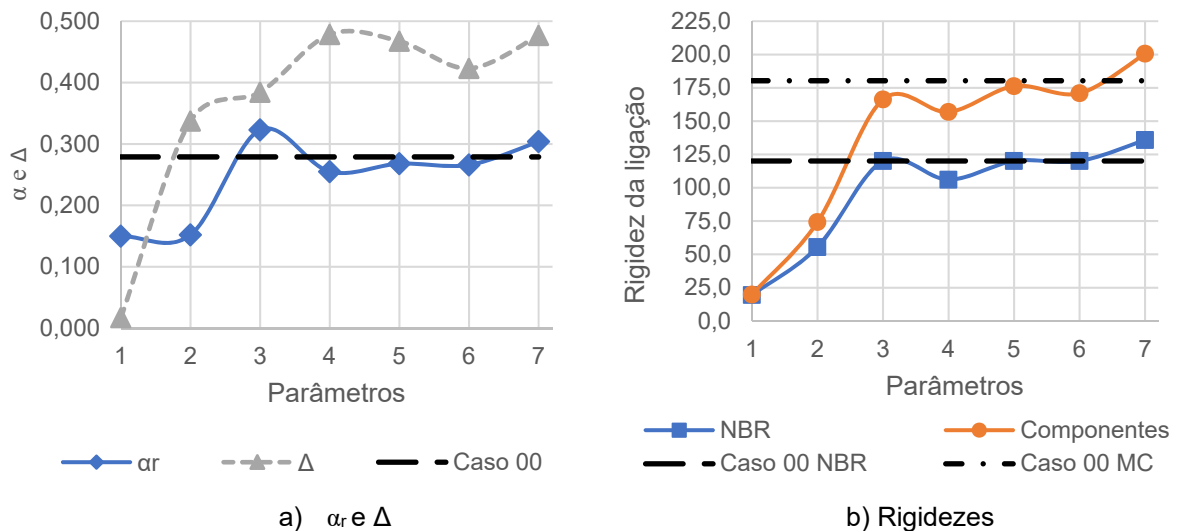 0,500
0,400
0,300
0,200
0,100
0,000
α e Δ
1 2 3 4 5 6 7
Parâmetros
αr Δ Caso 00
a) αr e Δ
225,0
200,0
175,0
150,0
125,0
100,0
75,0
50,0
25,0
0,0
Rigidez da ligação
1 2 3 4 5 6 7
Parâmetros
NBR Componentes
Caso 00 NBR Caso 00 MC
b) Rigidezes